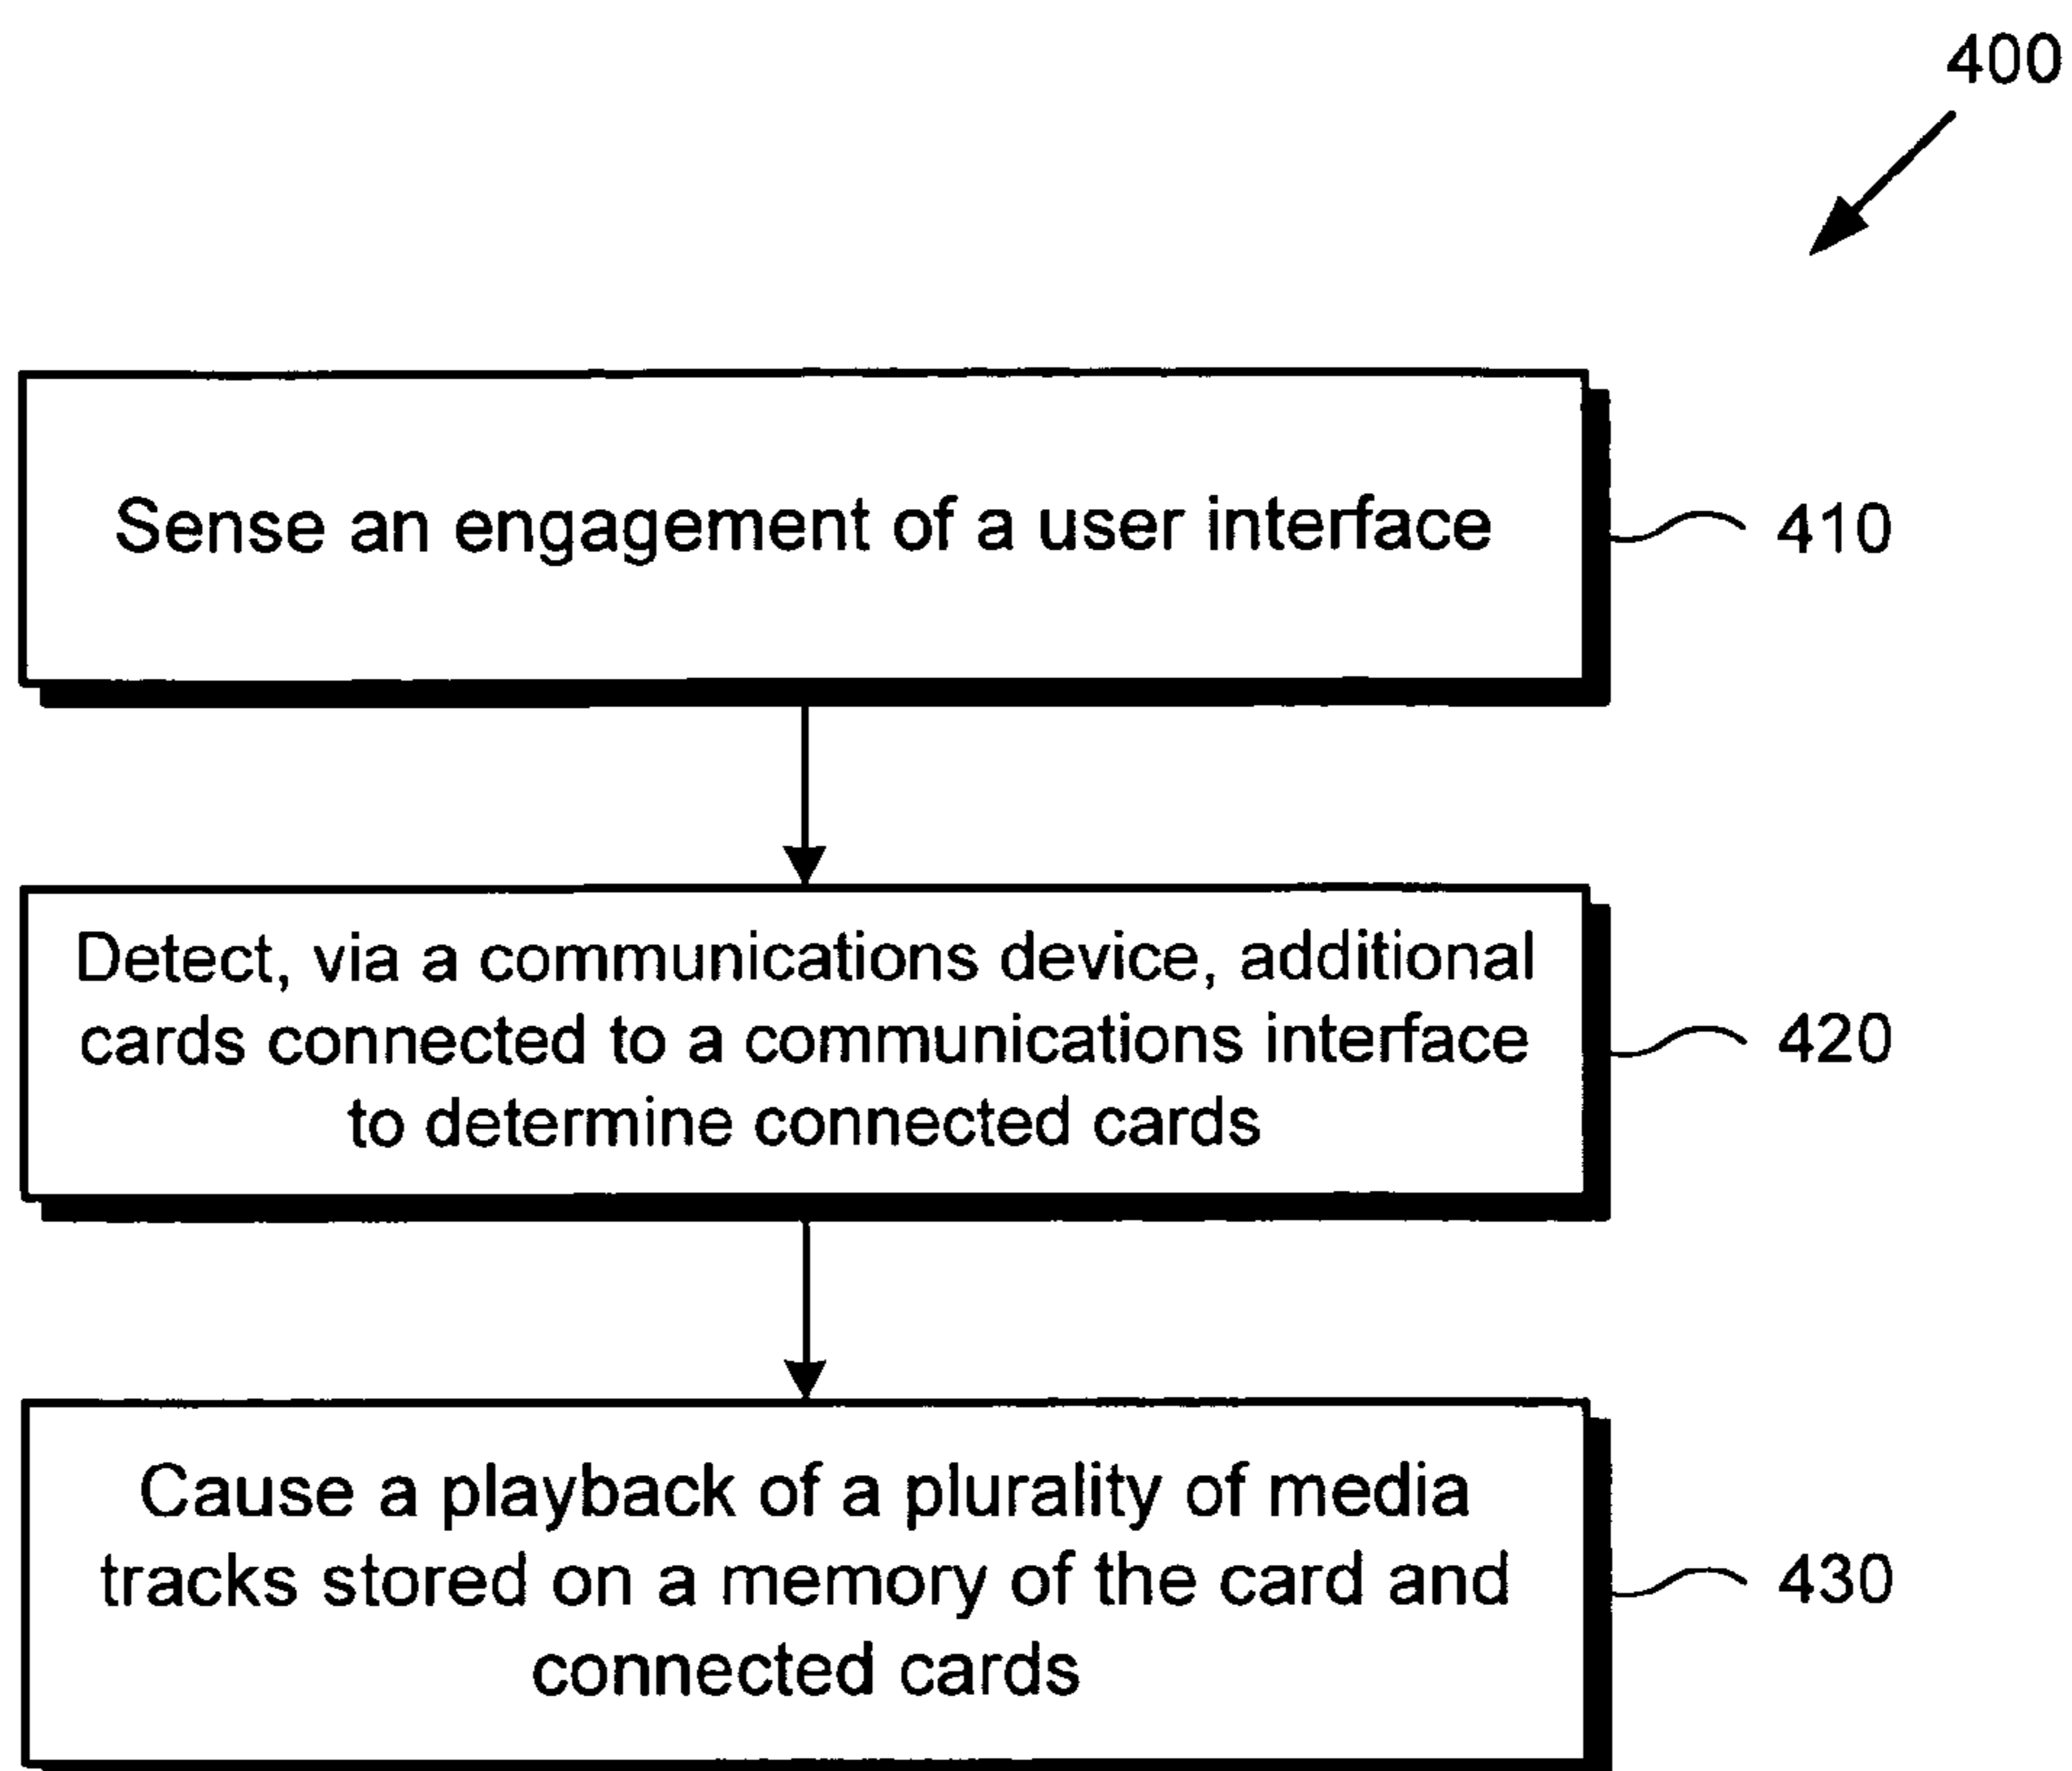 400
Sense an engagement of a user interface
410
Detect, via a communications device, additional
cards connected to a communications interface
to determine connected cards
420
Cause a playback of a plurality of media
tracks stored on a memory of the card and
connected cards
430